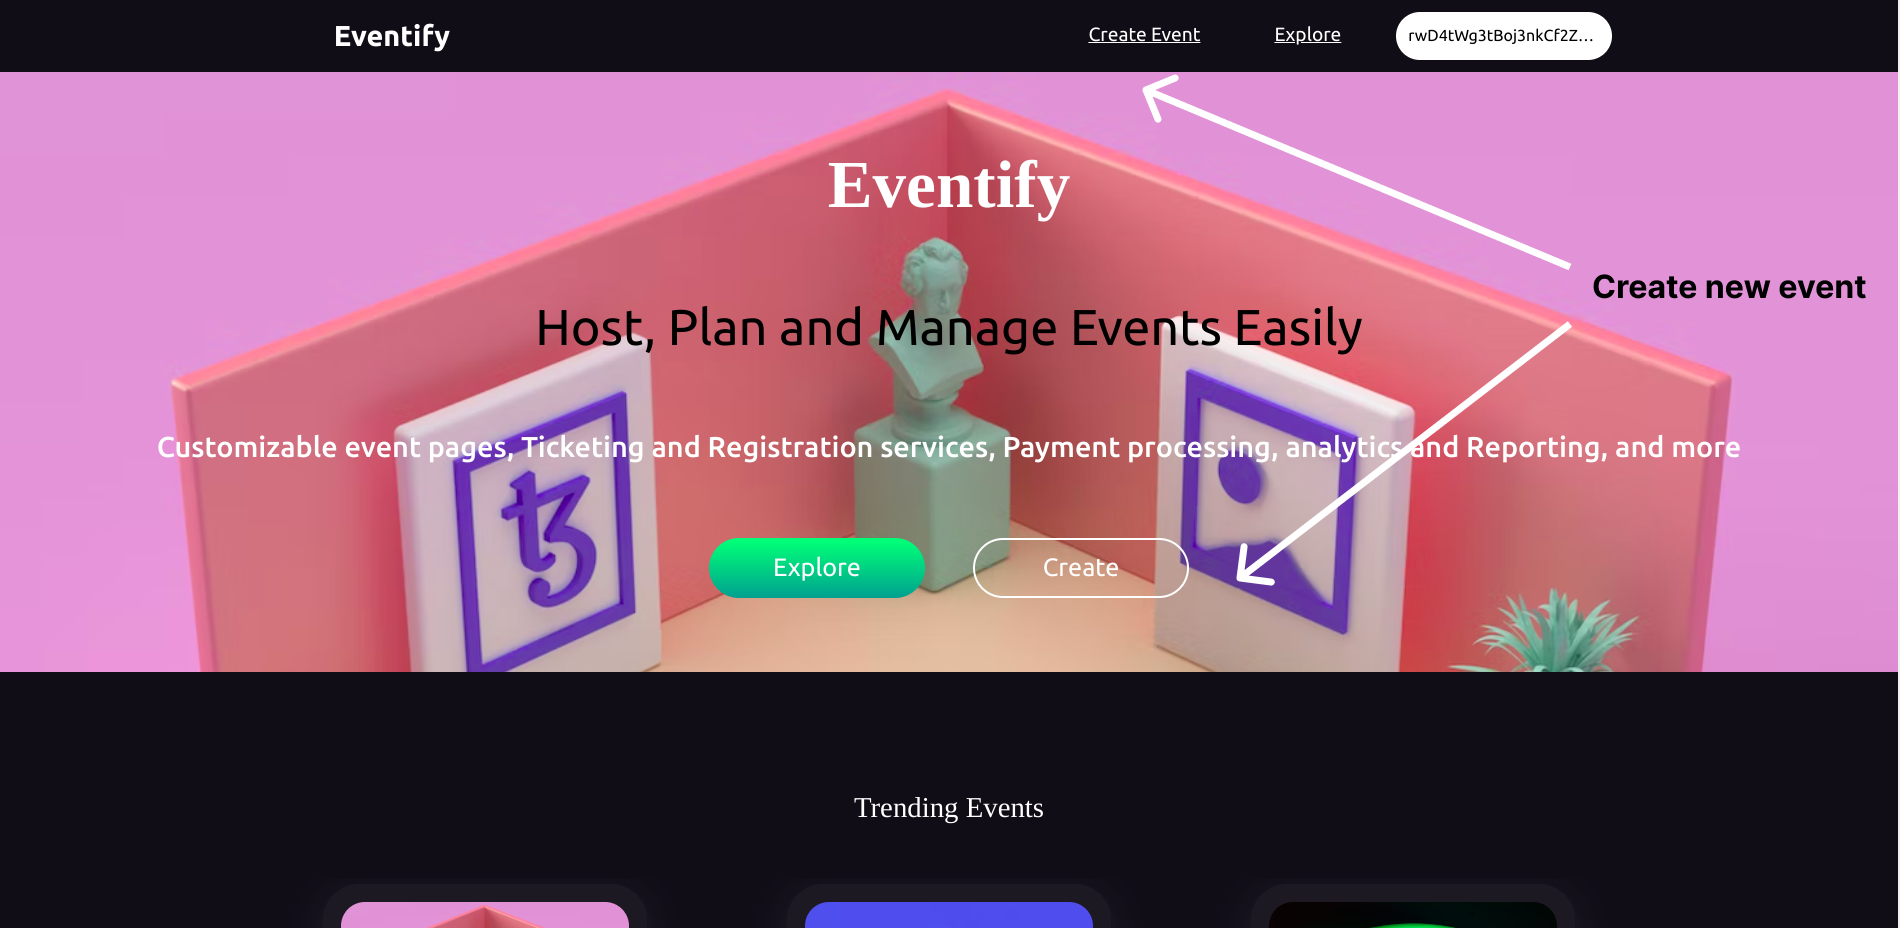 Eventify
Create Event
Explore
rwD4tWg3tBoj3nkCf2Z...
Eventify
Create new event
Host, Plan and Manage Events Easily
Customizable event pages, Ticketing and Registration services, Payment processing, analytics and Reporting, and more
Explore
Create
Trending Events